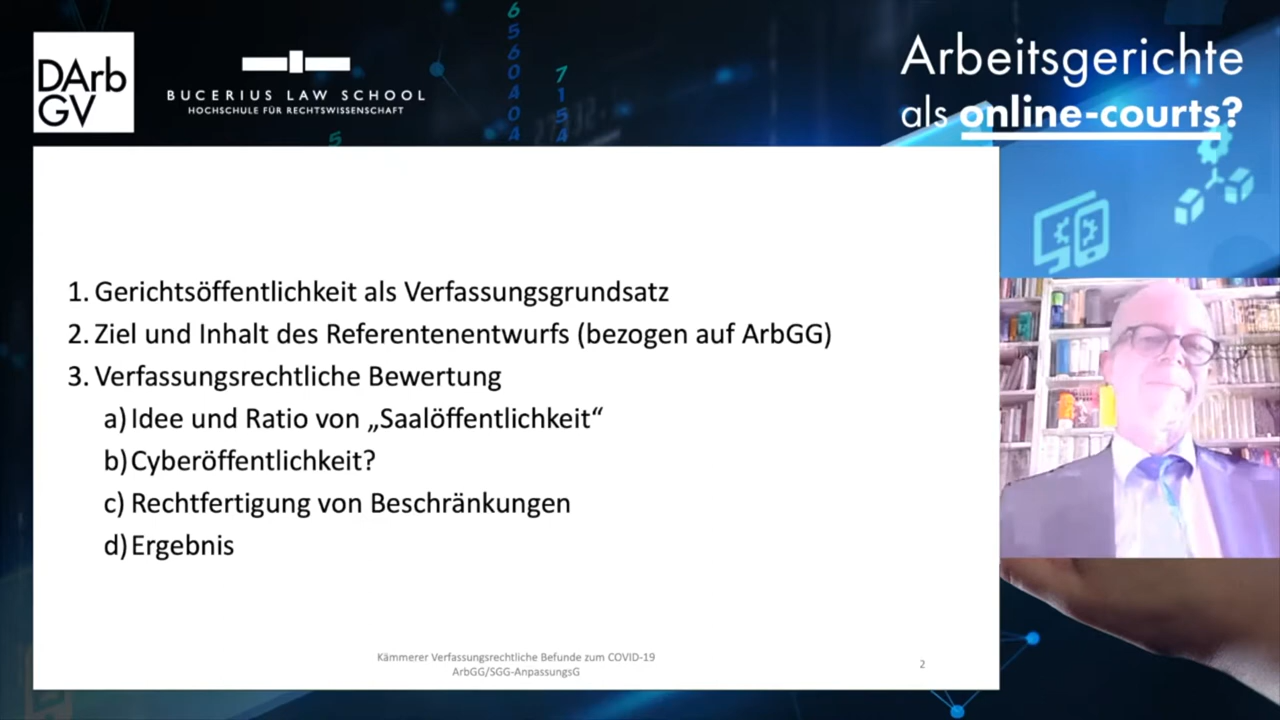 DArb
GV
BUCERIUS LAW SCHOOL
HOCHSCHULE FÜR RECHTSWISSENSCHAFT
Arbeitsgerichte
als online-courts?
1. Gerichtsöffentlichkeit als Verfassungsgrundsatz
2. Ziel und Inhalt des Referentenentwurfs (bezogen auf ArbGG)
3. Verfassungsrechtliche Bewertung
a) Idee und Ratio von „Saalöffentlichkeit“
b) Cyberöffentlichkeit?
c) Rechtfertigung von Beschränkungen
d) Ergebnis
Kämmerer Verfassungsrechtliche Befunde zum COVID-19
ArbGG/SGG-AnpassungsG
2